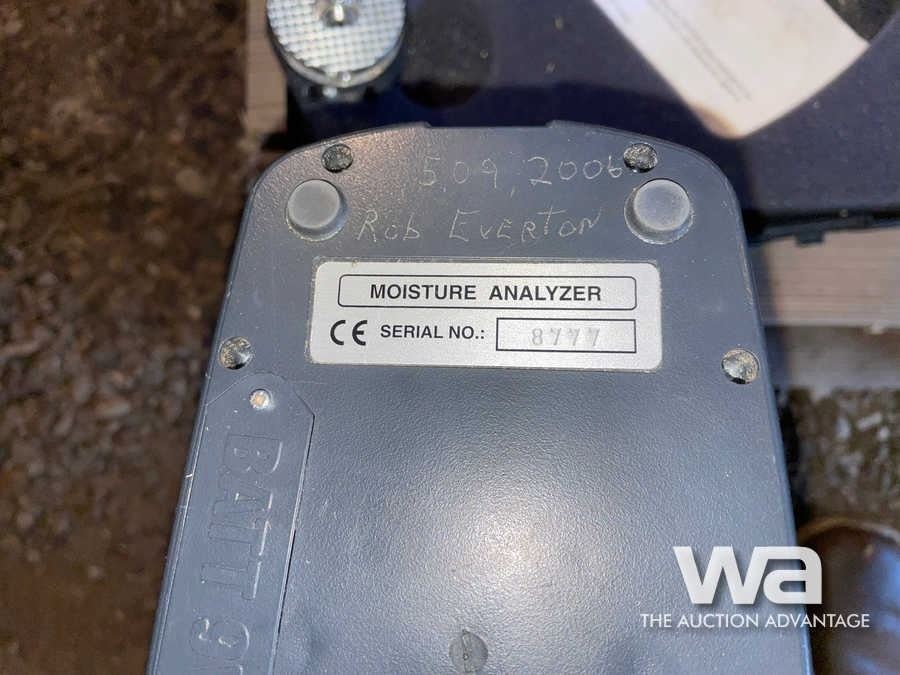 5,09,2006
Rob EVERTON
MOISTURE ANALYZER
CE SERIAL NO.: 8777
BATT
wa
THE AUCTION ADVANTAGE